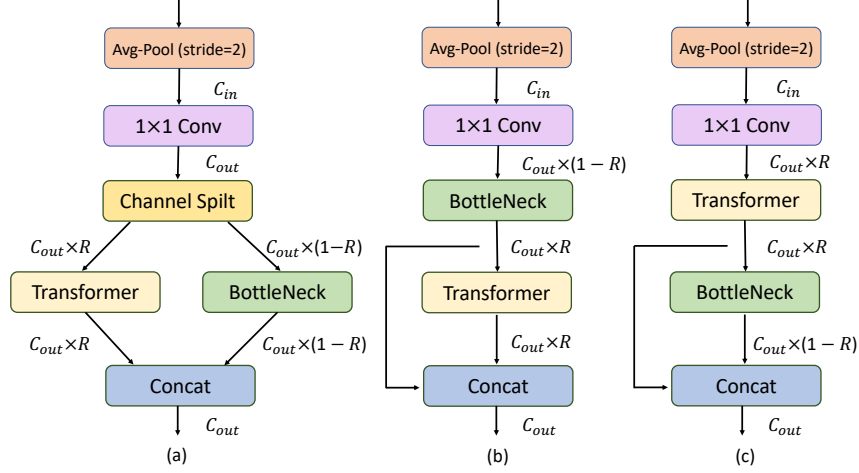 Avg-Pool (stride=2)
C_in
1×1 Conv
C_out
Channel Spilt
C_out×R
C_out×(1−R)
Transformer
BottleNeck
C_out×R
C_out×(1 − R)
Concat
C_out
(a)
Avg-Pool (stride=2)
C_in
1×1 Conv
C_out×(1 − R)
BottleNeck
C_out×R
Transformer
C_out×R
Concat
C_out
(b)
Avg-Pool (stride=2)
C_in
1×1 Conv
C_out×R
Transformer
C_out×R
BottleNeck
C_out×(1 − R)
Concat
C_out
(c)